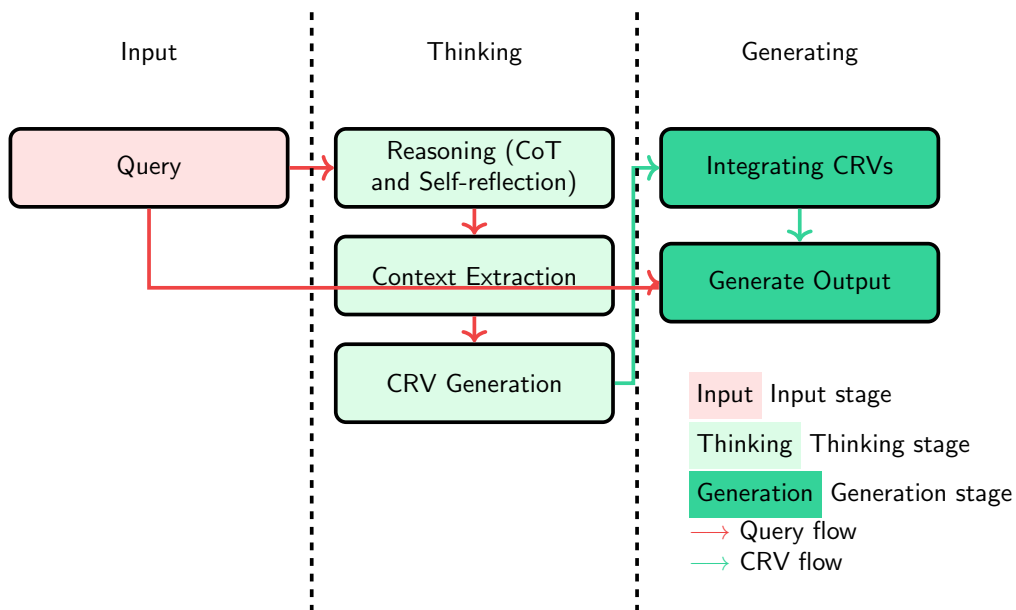 Input
Thinking
Generating
Query
Reasoning (CoT
and Self-reflection)
Context Extraction
CRV Generation
Integrating CRVs
Generate Output
Input Input stage
Thinking Thinking stage
Generation Generation stage
Query flow
CRV flow